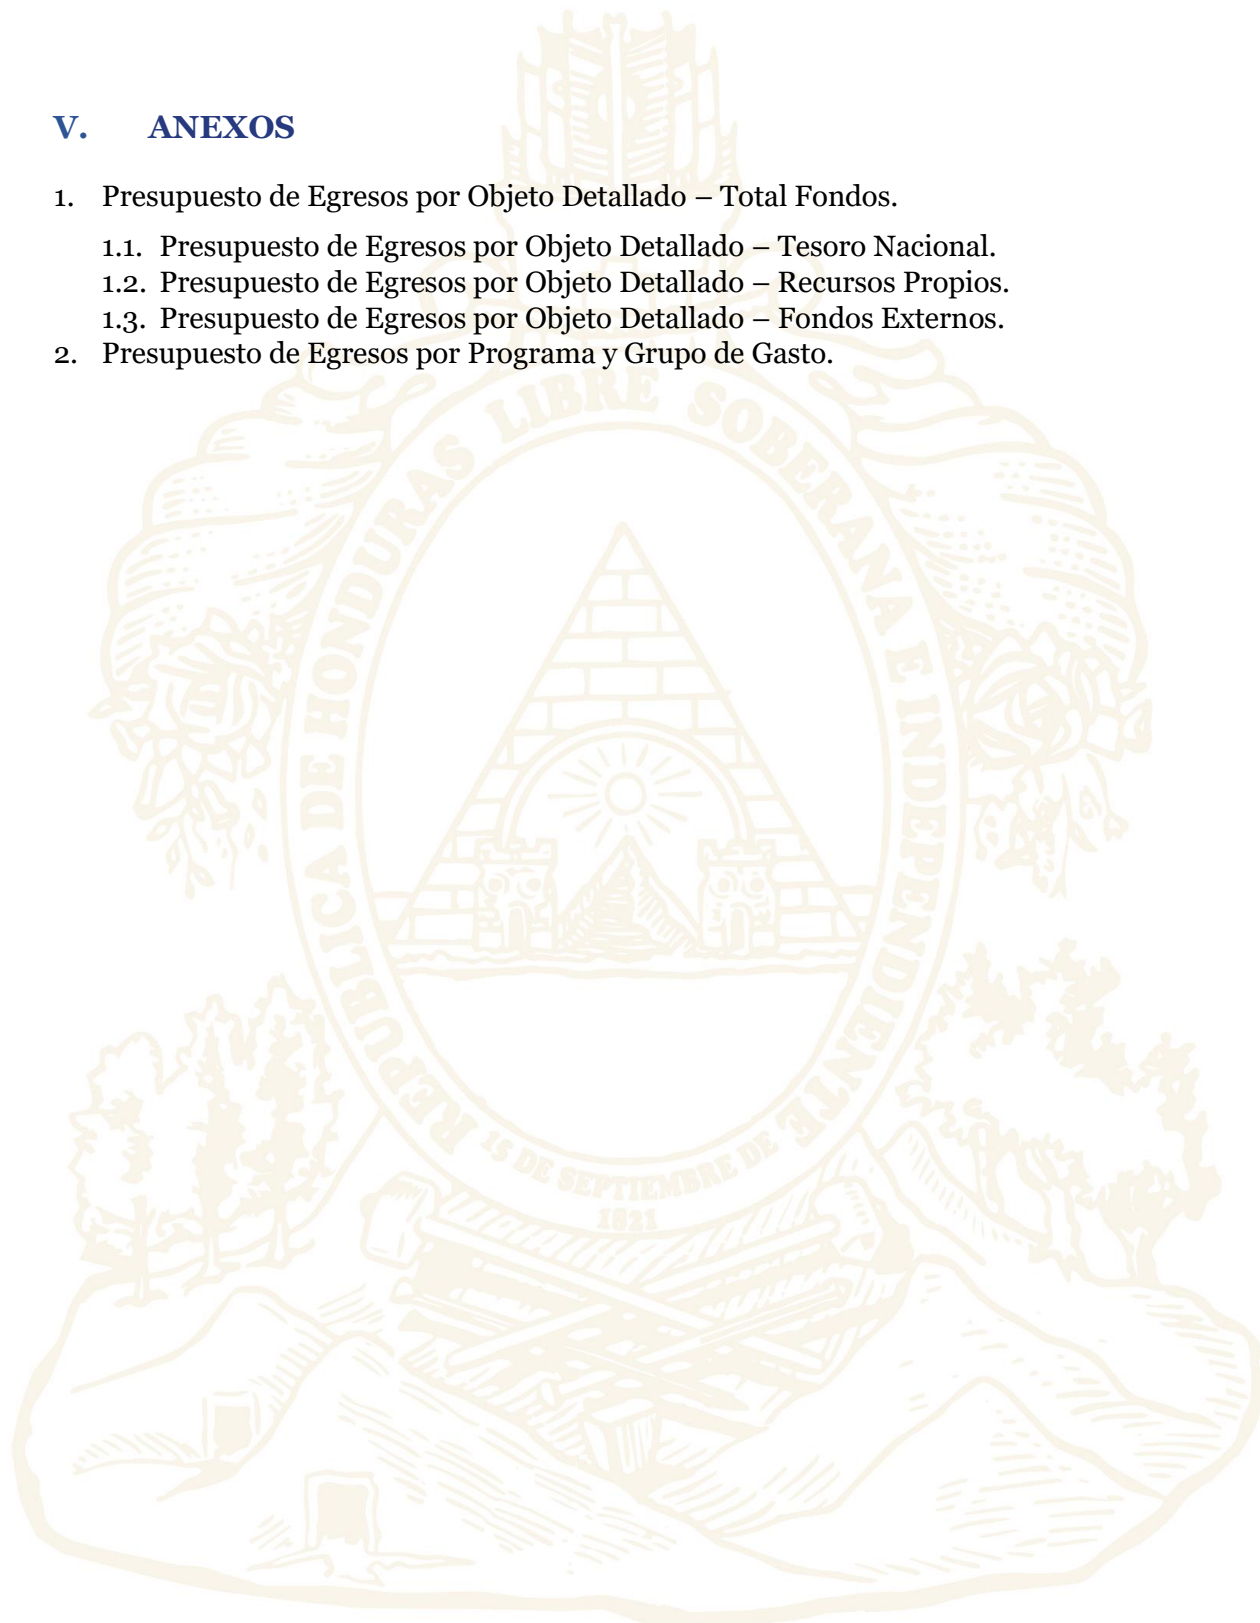 V. ANEXOS
1. Presupuesto de Egresos por Objeto Detallado – Total Fondos.
1.1. Presupuesto de Egresos por Objeto Detallado – Tesoro Nacional.
1.2. Presupuesto de Egresos por Objeto Detallado – Recursos Propios.
1.3. Presupuesto de Egresos por Objeto Detallado – Fondos Externos.
2. Presupuesto de Egresos por Programa y Grupo de Gasto.
REPUBLICA DE HONDURAS LIBRE SOBERANA E INDEPENDIENTE
15 DE SEPTIEMBRE DE
1821